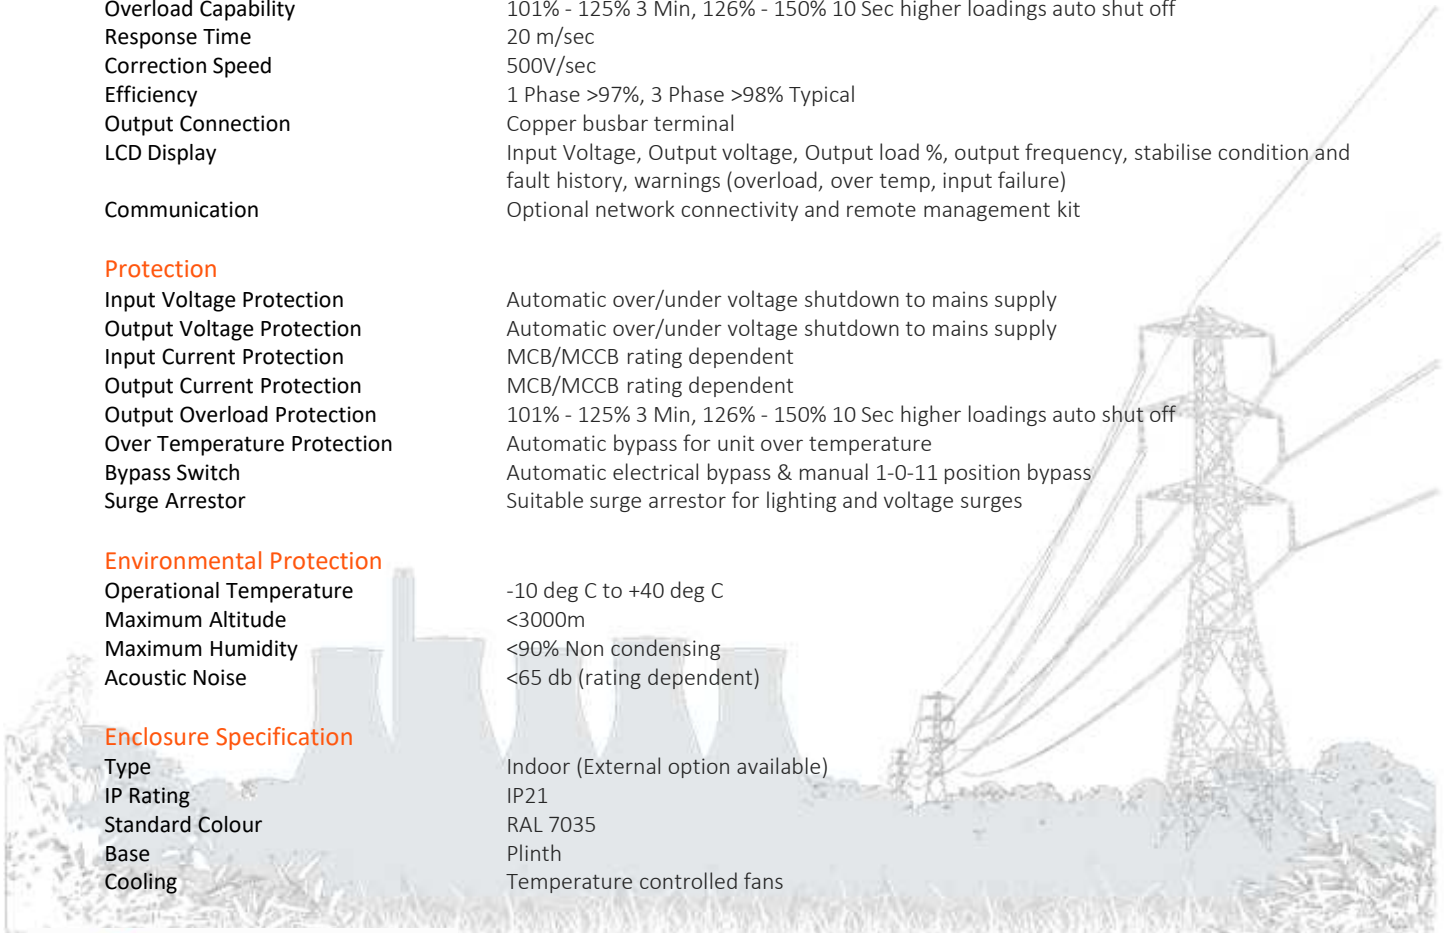 Overload Capability 101% - 125% 3 Min, 126% - 150% 10 Sec higher loadings auto shut off
Response Time 20 m/sec
Correction Speed 500V/sec
Efficiency 1 Phase >97%, 3 Phase >98% Typical
Output Connection Copper busbar terminal
LCD Display Input Voltage, Output voltage, Output load %, output frequency, stabilise condition and
fault history, warnings (overload, over temp, input failure)
Communication Optional network connectivity and remote management kit
Protection
Input Voltage Protection Automatic over/under voltage shutdown to mains supply
Output Voltage Protection Automatic over/under voltage shutdown to mains supply
Input Current Protection MCB/MCCB rating dependent
Output Current Protection MCB/MCCB rating dependent
Output Overload Protection 101% - 125% 3 Min, 126% - 150% 10 Sec higher loadings auto shut off
Over Temperature Protection Automatic bypass for unit over temperature
Bypass Switch Automatic electrical bypass & manual 1-0-11 position bypass
Surge Arrestor Suitable surge arrestor for lighting and voltage surges
Environmental Protection
Operational Temperature -10 deg C to +40 deg C
Maximum Altitude <3000m
Maximum Humidity <90% Non condensing
Acoustic Noise <65 db (rating dependent)
Enclosure Specification
Type Indoor (External option available)
IP Rating IP21
Standard Colour RAL 7035
Base Plinth
Cooling Temperature controlled fans